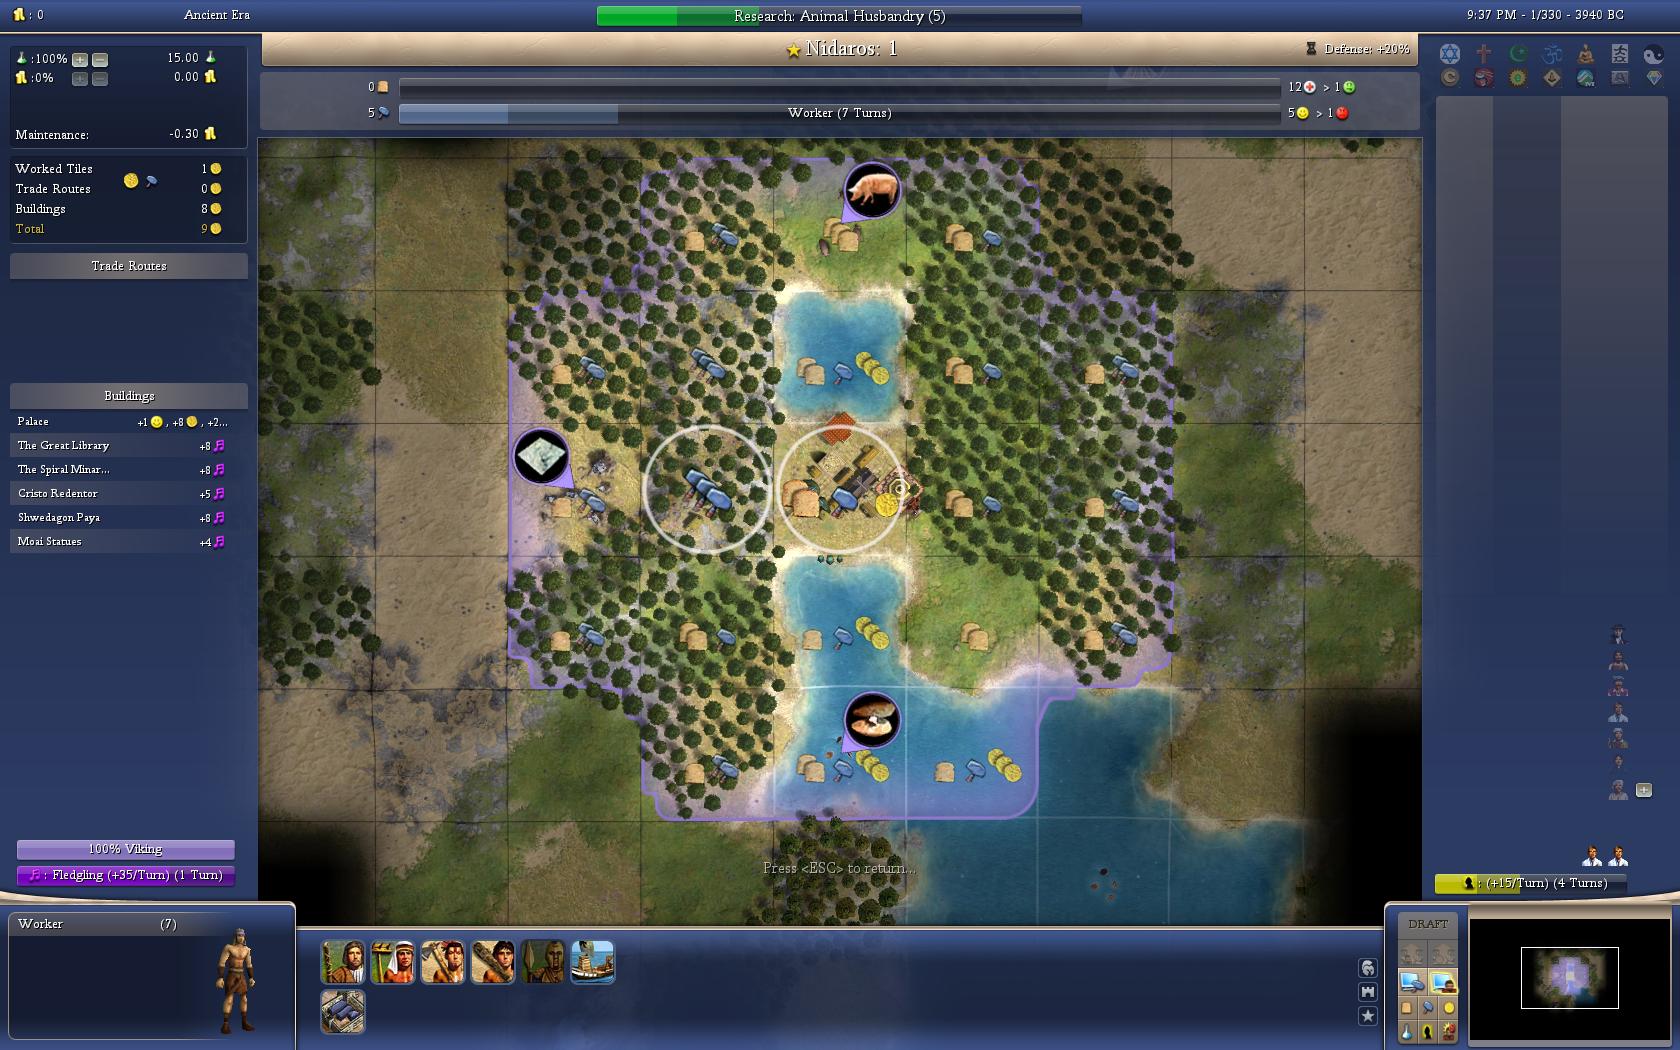 : 0
Ancient Era
Research: Animal Husbandry (5)
9:37 PM - 1/330 - 3940 BC
:100%
15.00
:0%
0.00
Maintenance: -0.30
Nidaros: 1
Defense: +20%
0
12 > 1
5
Worker (7 Turns)
5 > 1
Worked Tiles 1
Trade Routes 0
Buildings 8
Total 9
Trade Routes
Buildings
Palace +1 , +8 , +2...
The Great Library +8
The Spiral Minar... +8
Cristo Redentor +5
Shwedagon Paya +8
Moai Statues +4
100% Viking
: Fledgling (+35/Turn) (1 Turn)
Press <ESC> to return...
: (+15/Turn) (4 Turns)
Worker (7)
DRAFT